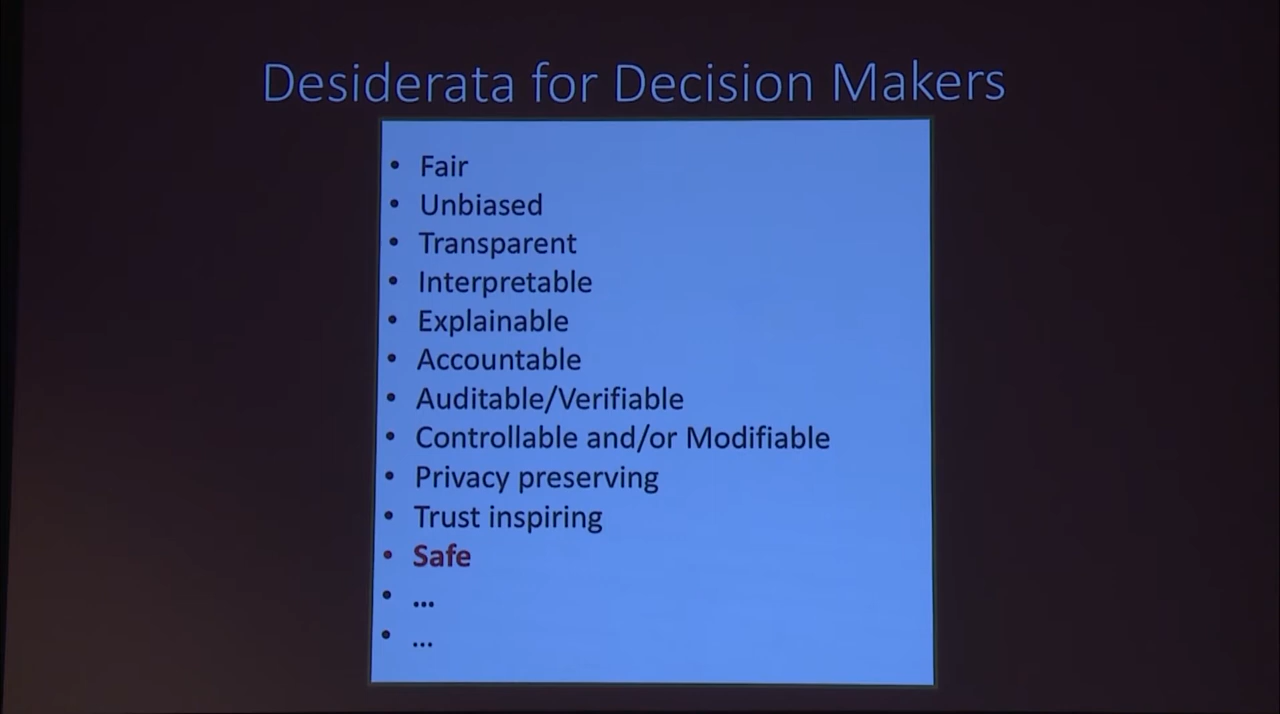 Desiderata for Decision Makers
• Fair
• Unbiased
• Transparent
• Interpretable
• Explainable
• Accountable
• Auditable/Verifiable
• Controllable and/or Modifiable
• Privacy preserving
• Trust inspiring
• Safe
• ...
• ...